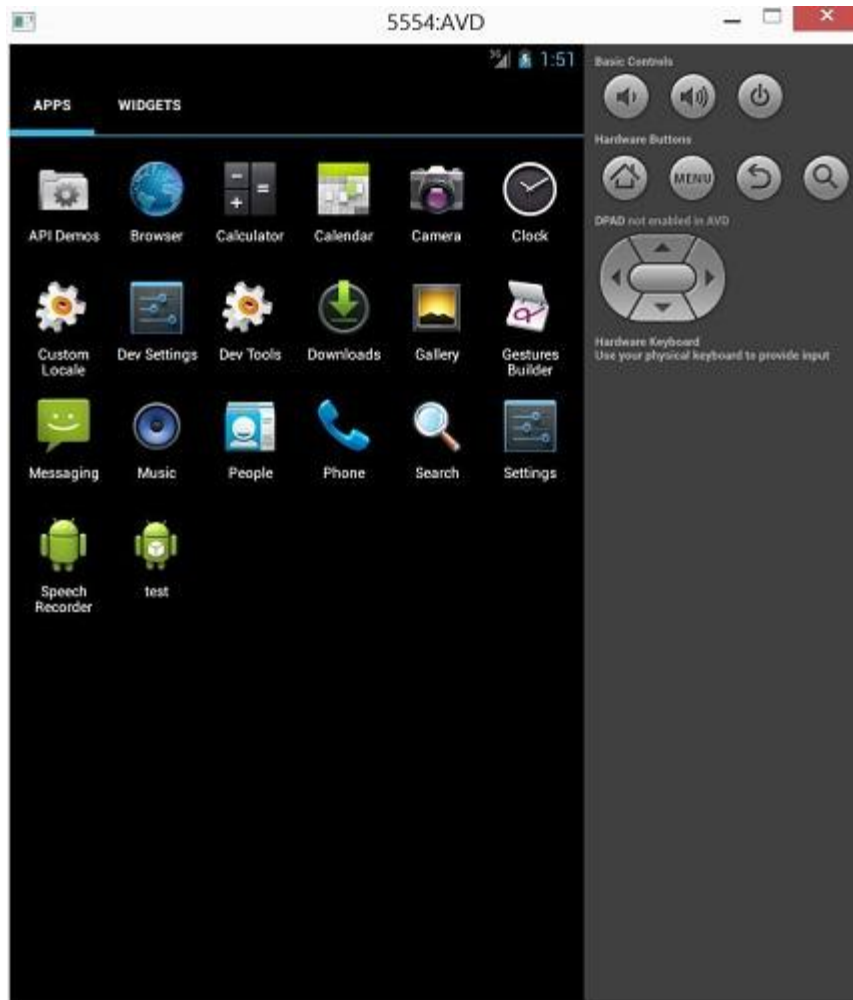 5554:AVD
3G 1:51
APPS WIDGETS
API Demos Browser Calculator Calendar Camera Clock
Custom Locale Dev Settings Dev Tools Downloads Gallery Gestures Builder
Messaging Music People Phone Search Settings
Speech Recorder test
Basic Controls
Hardware Buttons
MENU
DPAD not enabled in AVD
Hardware Keyboard
Use your physical keyboard to provide input